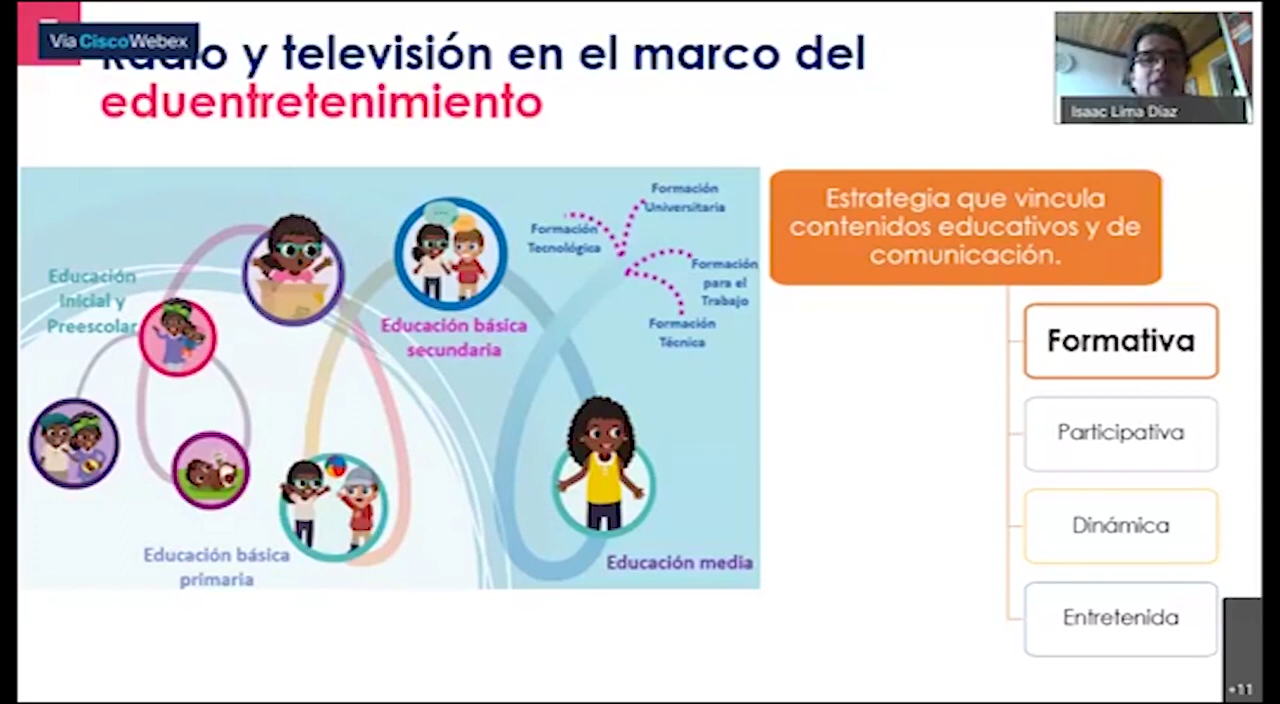 Vía CiscoWebex
Radio y televisión en el marco del
eduentretenimiento
Isaac Lima Díaz
Estrategia que vincula
contenidos educativos y de
comunicación.
Formativa
Participativa
Dinámica
Entretenida
Educación
Inicial y
Preescolar
Educación básica
primaria
Educación básica
secundaria
Educación media
Formación
Universitaria
Formación
Tecnológica
Formación
para el
Trabajo
Formación
Técnica
+11